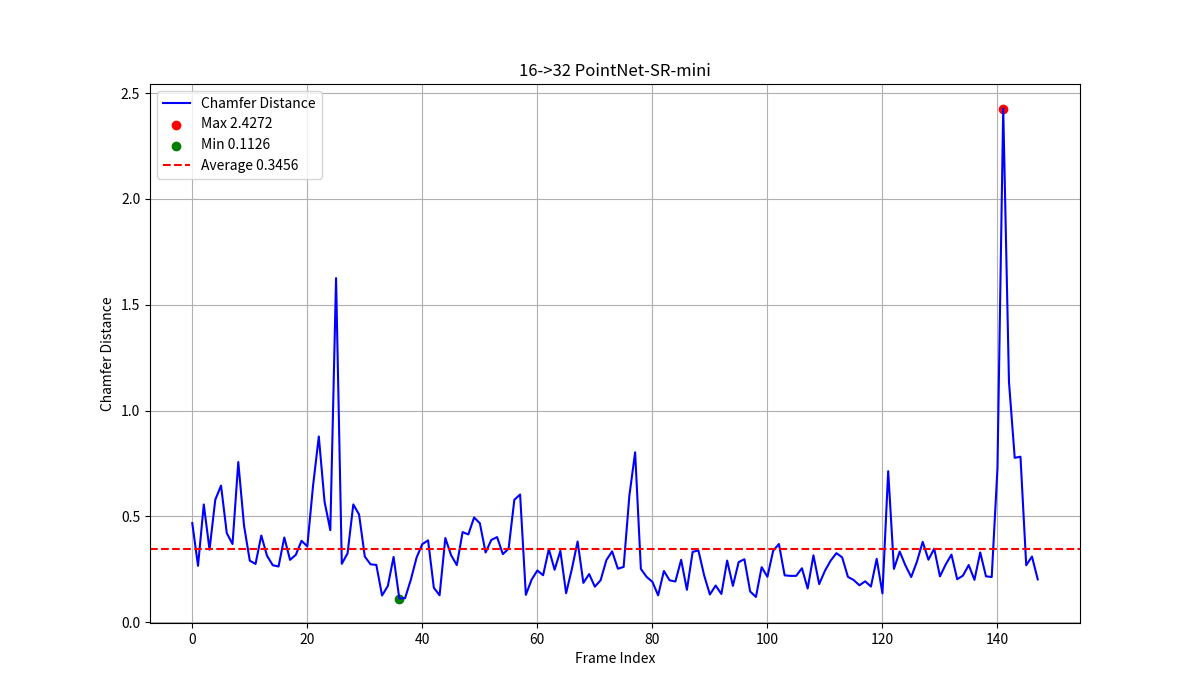 16->32 PointNet-SR-mini
Chamfer Distance
Max 2.4272
Min 0.1126
Average 0.3456
Chamfer Distance
2.5
2.0
1.5
1.0
0.5
0.0
0 20 40 60 80 100 120 140
Frame Index